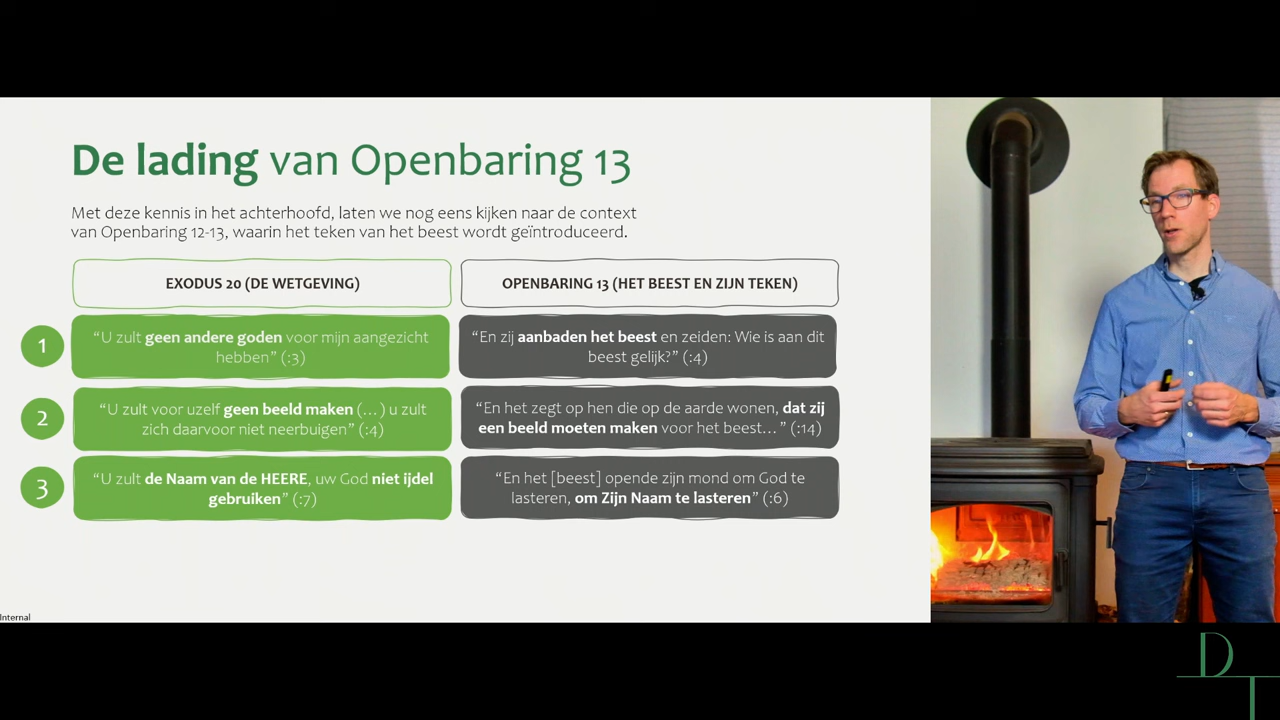 De lading van Openbaring 13
Met deze kennis in het achterhoofd, laten we nog eens kijken naar de context
van Openbaring 12-13, waarin het teken van het beest wordt geïntroduceerd.
EXODUS 20 (DE WETGEVING)
OPENBARING 13 (HET BEEST EN ZIJN TEKEN)
1
“U zult geen andere goden voor mijn aangezicht
hebben” (:3)
“En zij aanbaden het beest en zeiden: Wie is aan dit
beest gelijk?” (:4)
2
“U zult voor uzelf geen beeld maken (...) u zult
zich daarvoor niet neerbuigen” (:4)
“En het zegt op hen die op de aarde wonen, dat zij
een beeld moeten maken voor het beest...” (:14)
3
“U zult de Naam van de HEERE, uw God niet ijdel
gebruiken” (:7)
“En het [beest] opende zijn mond om God te
lasteren, om Zijn Naam te lasteren” (:6)
Internal
DT